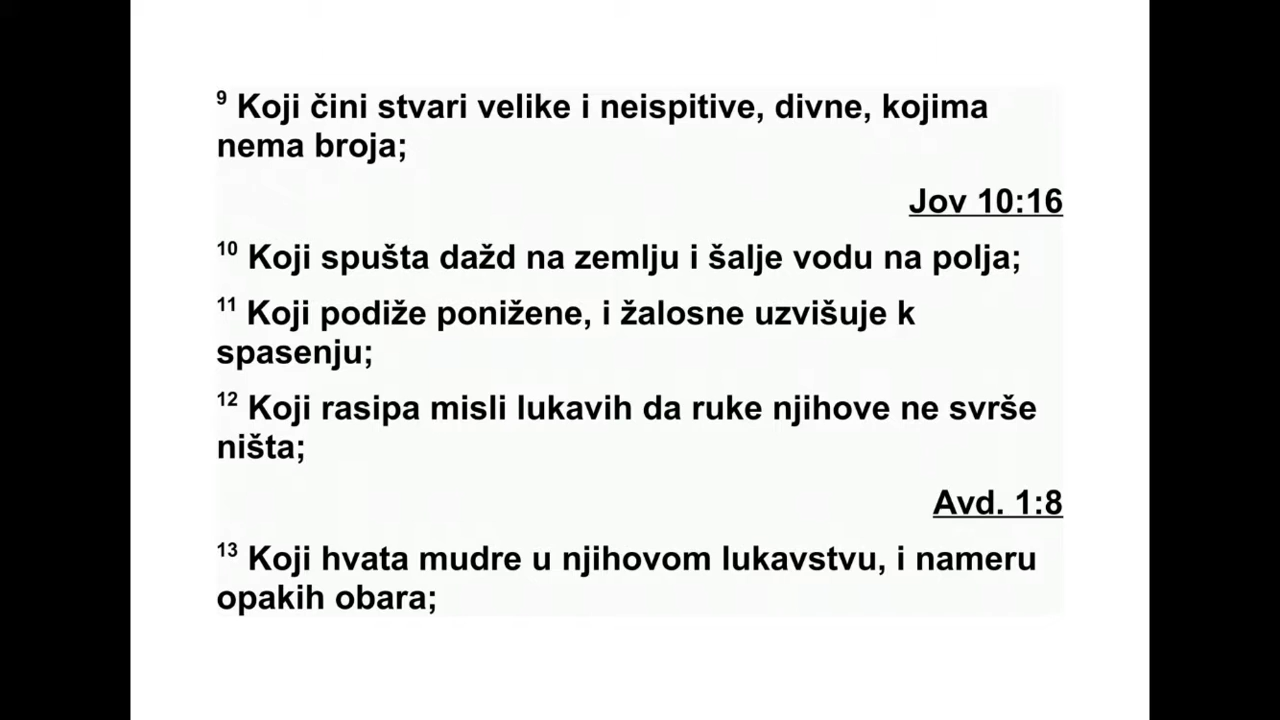 9 Koji čini stvari velike i neispitive, divne, kojima
nema broja;
Jov 10:16
10 Koji spušta dažd na zemlju i šalje vodu na polja;
11 Koji podiže ponižene, i žalosne uzvišuje k
spasenju;
12 Koji rasipa misli lukavih da ruke njihove ne svrše
ništa;
Avd. 1:8
13 Koji hvata mudre u njihovom lukavstvu, i nameru
opakih obara;